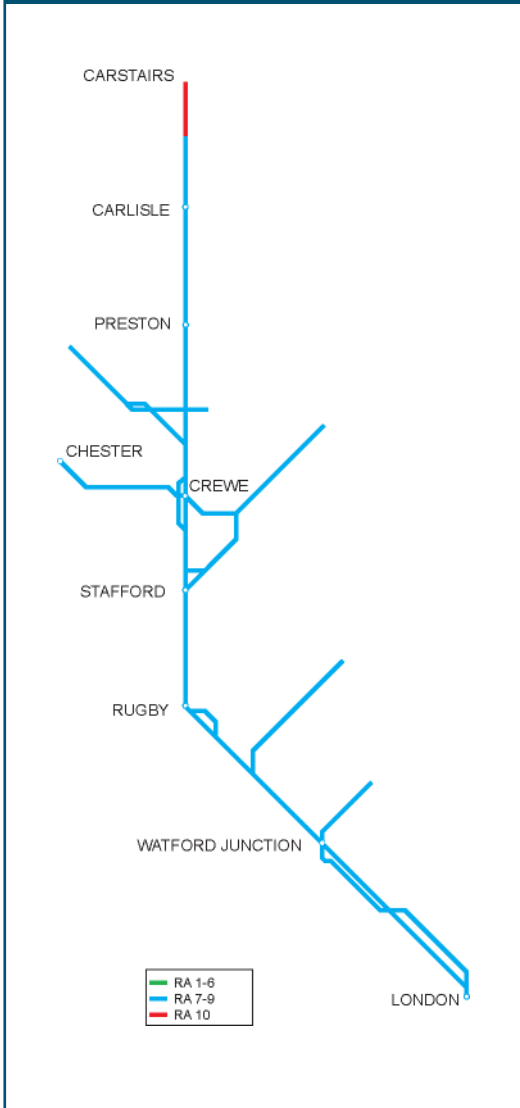 CARSTAIRS
CARLISLE
PRESTON
CHESTER
CREWE
STAFFORD
RUGBY
WATFORD JUNCTION
RA 1-6
RA 7-9
RA 10
LONDON